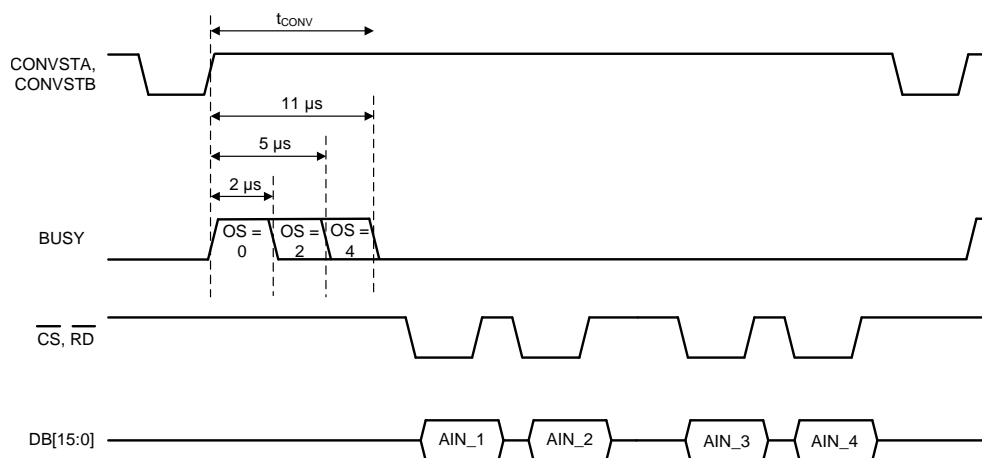 tCONV
CONVSTA,
CONVSTB
11 µs
5 µs
2 µs
BUSY
OS =
0
OS =
2
OS =
4
CS, RD
DB[15:0]
AIN_1
AIN_2
AIN_3
AIN_4